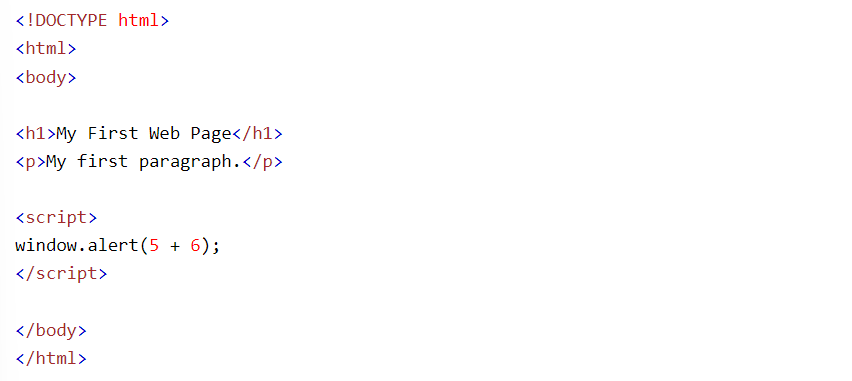 <!DOCTYPE html>
<html>
<body>
<h1>My First Web Page</h1>
<p>My first paragraph.</p>
<script>
window.alert(5 + 6);
</script>
</body>
</html>